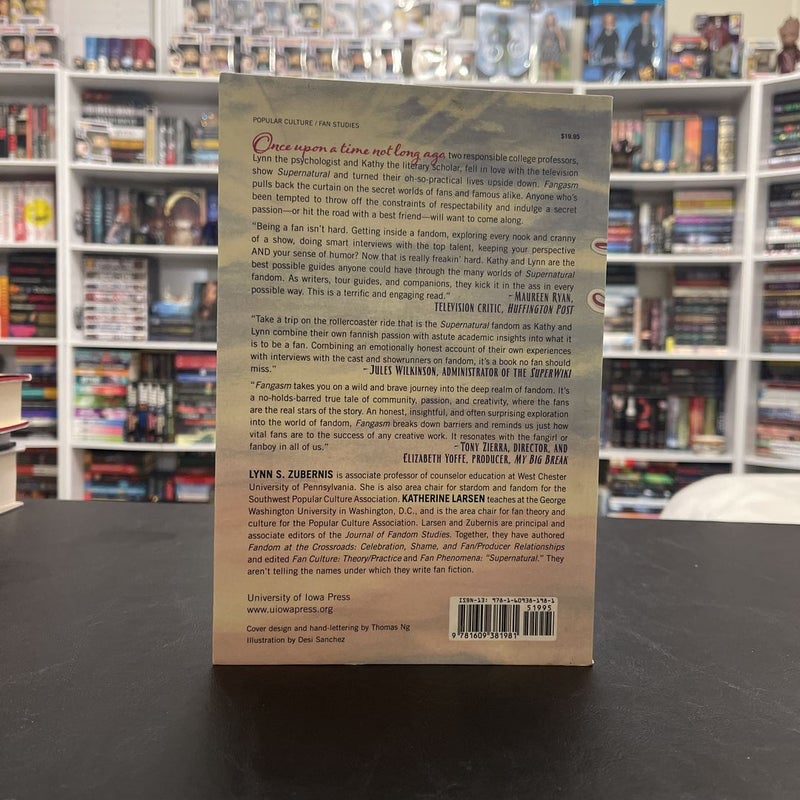 POPULAR CULTURE / FAN STUDIES
$19.95
Once upon a time not long ago two responsible college professors,
Lynn the psychologist and Kathy the literary scholar, fell in love with the television
show Supernatural and turned their oh-so-practical lives upside down. Fangasm
pulls back the curtain on the secret worlds of fans and famous alike. Anyone who's
been tempted to throw off the constraints of respectability and indulge a secret
passion—or hit the road with a best friend—will want to come along.
"Being a fan isn't hard. Getting inside a fandom, exploring every nook and cranny
of a show, doing smart interviews with the top talent, keeping your perspective
AND your sense of humor? Now that is really freakin' hard. Kathy and Lynn are the
best possible guides anyone could have through the many worlds of Supernatural
fandom. As writers, tour guides, and companions, they kick it in the ass in every
possible way. This is a terrific and engaging read." - MAUREEN RYAN,
TELEVISION CRITIC, HUFFINGTON POST
"Take a trip on the rollercoaster ride that is the Supernatural fandom as Kathy and
Lynn combine their own fannish passion with astute academic insights into what it
is to be a fan. Combining an emotionally honest account of their own experiences
with interviews with the cast and showrunners on fandom, it's a book no fan should
miss." - JULES WILKINSON, ADMINISTRATOR OF THE SUPERWIKI
"Fangasm takes you on a wild and brave journey into the deep realm of fandom. It's
a no-holds-barred true tale of community, passion, and creativity, where the fans
are the real stars of the story. An honest, insightful, and often surprising exploration
into the world of fandom, Fangasm breaks down barriers and reminds us just how
vital fans are to the success of any creative work. It resonates with the fangirl or
fanboy in all of us." - TONY ZIERRA, DIRECTOR, AND
ELIZABETH YOFFE, PRODUCER, MY BIG BREAK
LYNN S. ZUBERNIS is associate professor of counselor education at West Chester
University of Pennsylvania. She is also area chair for stardom and fandom for the
Southwest Popular Culture Association. KATHERINE LARSEN teaches at the George
Washington University in Washington, D.C., and is the area chair for fan theory and
culture for the Popular Culture Association. Larsen and Zubernis are principal and
associate editors of the Journal of Fandom Studies. Together, they have authored
Fandom at the Crossroads: Celebration, Shame, and Fan/Producer Relationships
and edited Fan Culture: Theory/Practice and Fan Phenomena: "Supernatural." They
aren't telling the names under which they write fan fiction.
University of Iowa Press
www.uiowapress.org
Cover design and hand-lettering by Thomas Ng
Illustration by Desi Sanchez
ISBN-13: 978-1-60938-198-1
51995
9 781609 381981